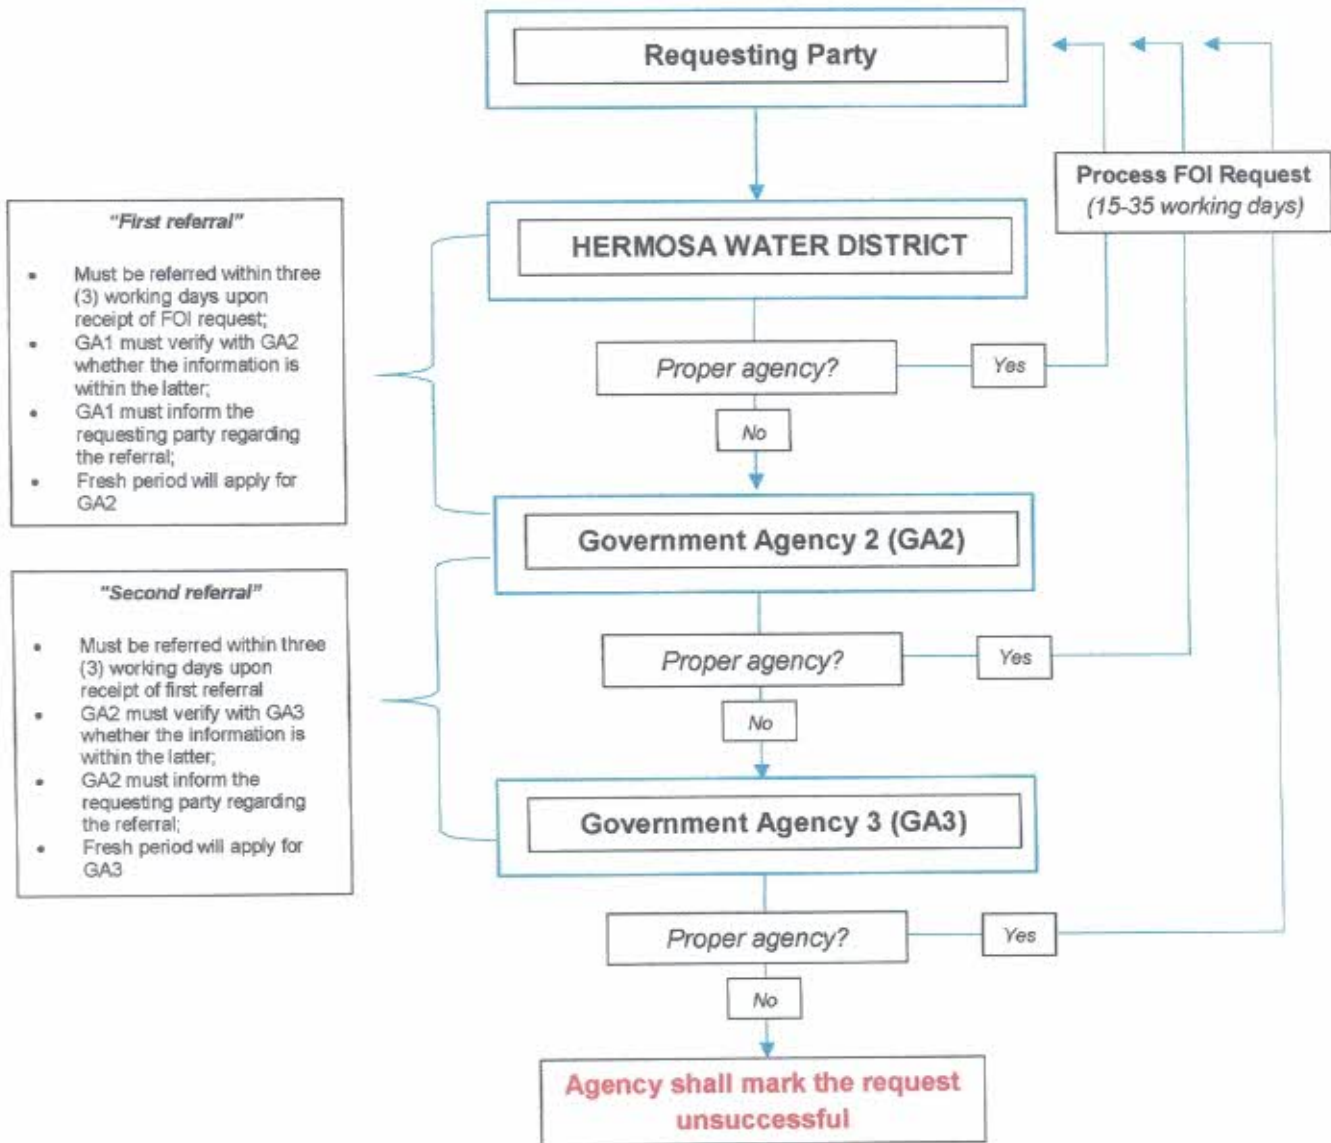 Requesting Party
Process FOI Request
(15-35 working days)
"First referral"
• Must be referred within three
(3) working days upon
receipt of FOI request;
• GA1 must verify with GA2
whether the information is
within the latter;
• GA1 must inform the
requesting party regarding
the referral;
• Fresh period will apply for
GA2
HERMOSA WATER DISTRICT
Proper agency?
Yes
No
Government Agency 2 (GA2)
"Second referral"
• Must be referred within three
(3) working days upon
receipt of first referral
• GA2 must verify with GA3
whether the information is
within the latter;
• GA2 must inform the
requesting party regarding
the referral;
• Fresh period will apply for
GA3
Proper agency?
Yes
No
Government Agency 3 (GA3)
Proper agency?
Yes
No
Agency shall mark the request
unsuccessful